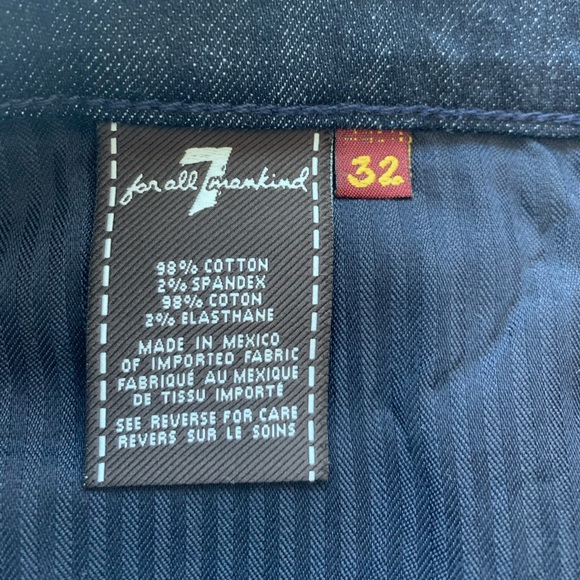 7
for all mankind
32
98% COTTON
2% SPANDEX
98% COTON
2% ELASTHANE
MADE IN MEXICO
OF IMPORTED FABRIC
FABRIQUÉ AU MEXIQUE
DE TISSU IMPORTÉ
SEE REVERSE FOR CARE
REVERS SUR LE SOINS